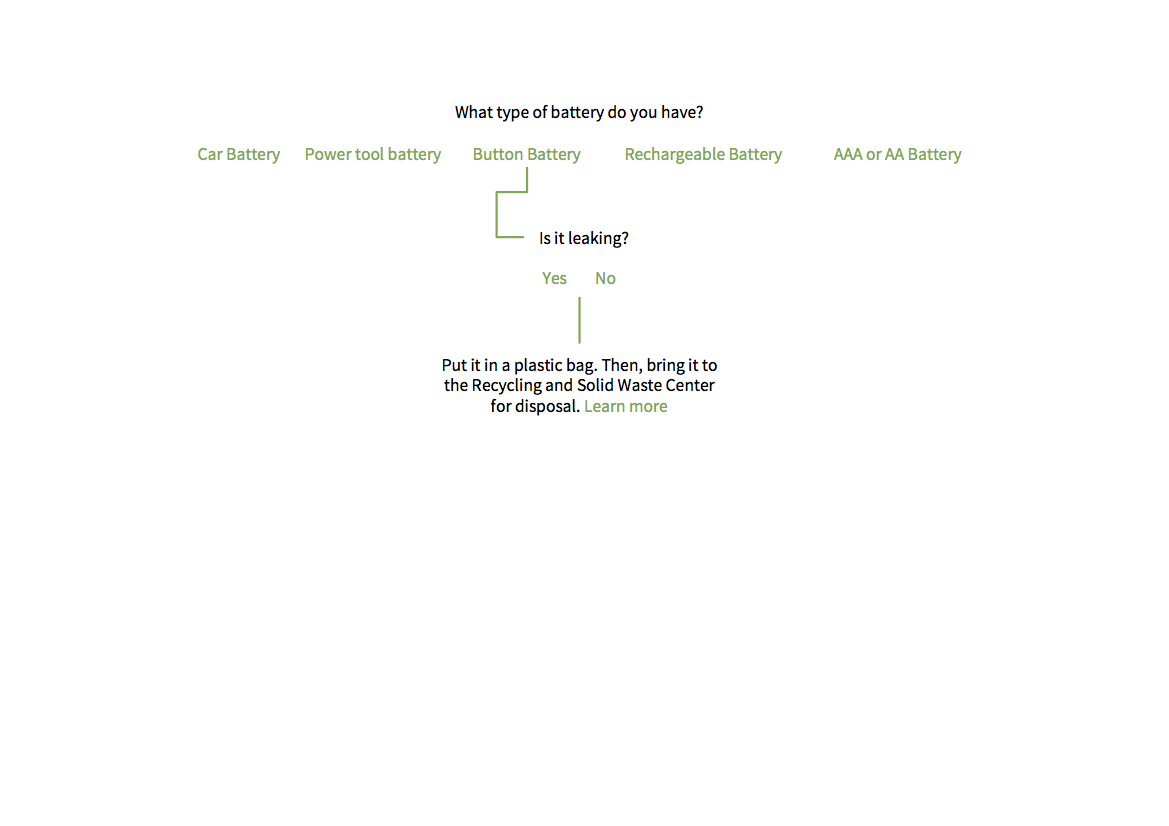 What type of battery do you have?
Car Battery Power tool battery Button Battery Rechargeable Battery AAA or AA Battery
Is it leaking?
Yes No
Put it in a plastic bag. Then, bring it to
the Recycling and Solid Waste Center
for disposal. Learn more